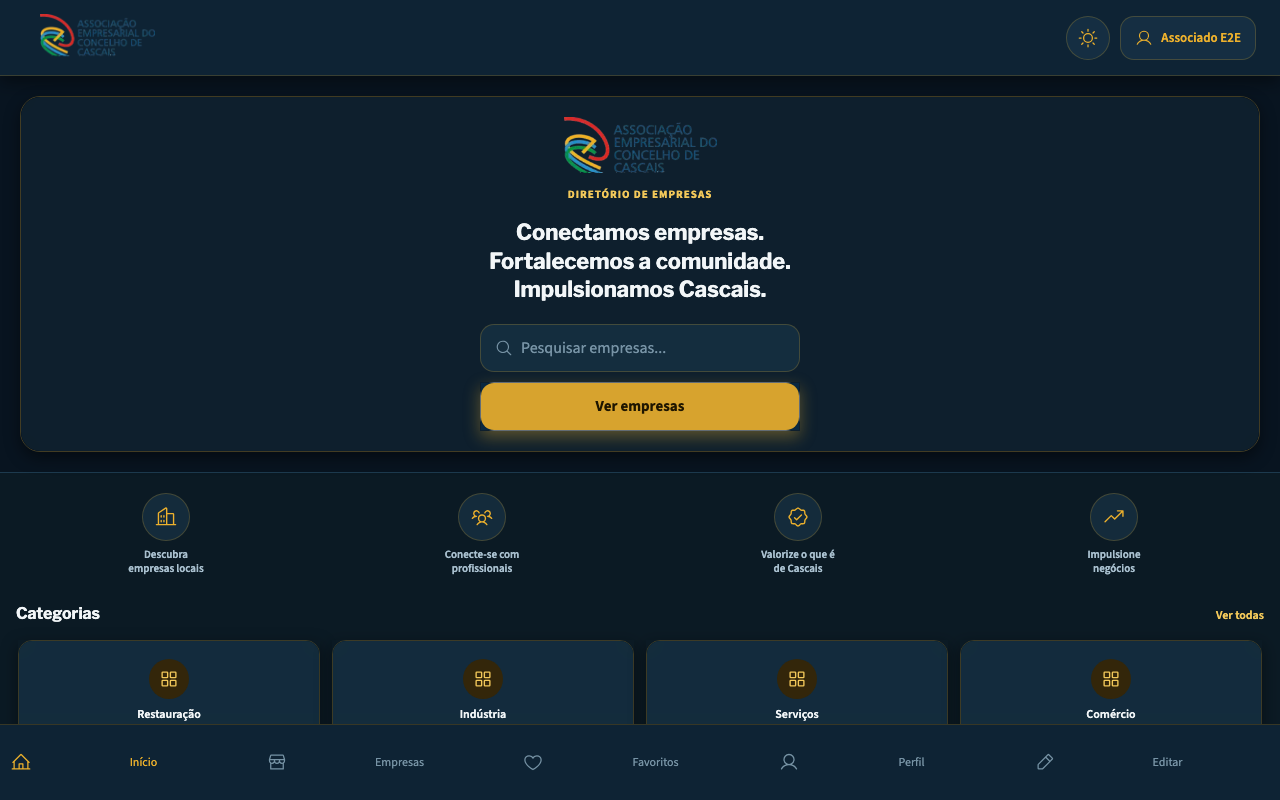 ASSOCIAÇÃO
EMPRESARIAL DO
CONCELHO DE
CASCAIS
Associado E2E
ASSOCIAÇÃO
EMPRESARIAL DO
CONCELHO DE
CASCAIS
DIRETÓRIO DE EMPRESAS
Conectamos empresas.
Fortalecemos a comunidade.
Impulsionamos Cascais.
Pesquisar empresas...
Ver empresas
Descubra
empresas locais
Conecte-se com
profissionais
Valorize o que é
de Cascais
Impulsione
negócios
Categorias
Ver todas
Restauração
Indústria
Serviços
Comércio
Início
Empresas
Favoritos
Perfil
Editar